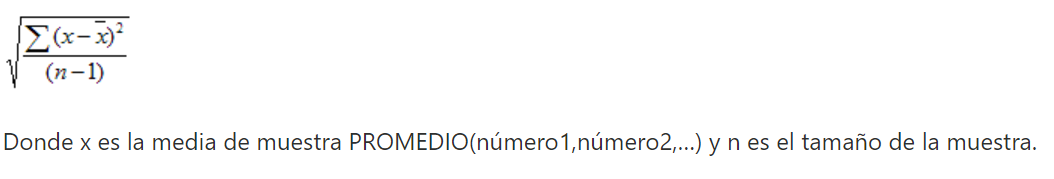 √(∑(x−x̅)²/(n−1))
Donde x es la media de muestra PROMEDIO(número1,número2,...) y n es el tamaño de la muestra.